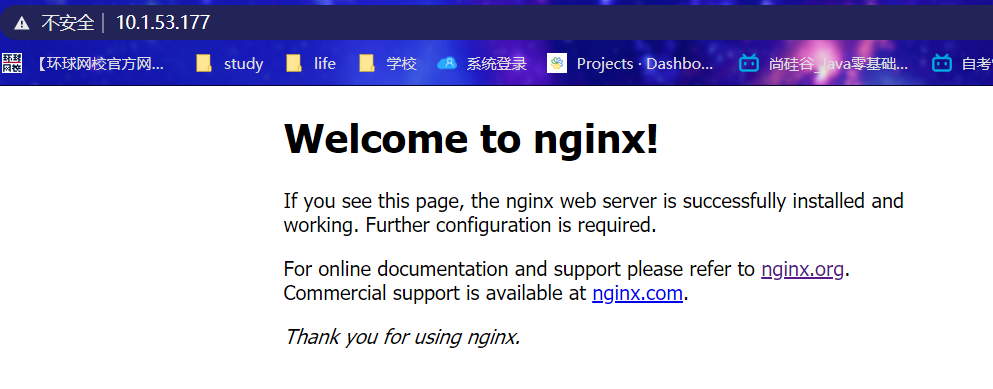 不安全 10.1.53.177
环球网校 【环球网校官方网... study life 学校 系统登录 Projects · Dashbo... 尚硅谷_Java零基础... 自考
Welcome to nginx!
If you see this page, the nginx web server is successfully installed and
working. Further configuration is required.
For online documentation and support please refer to nginx.org.
Commercial support is available at nginx.com.
Thank you for using nginx.